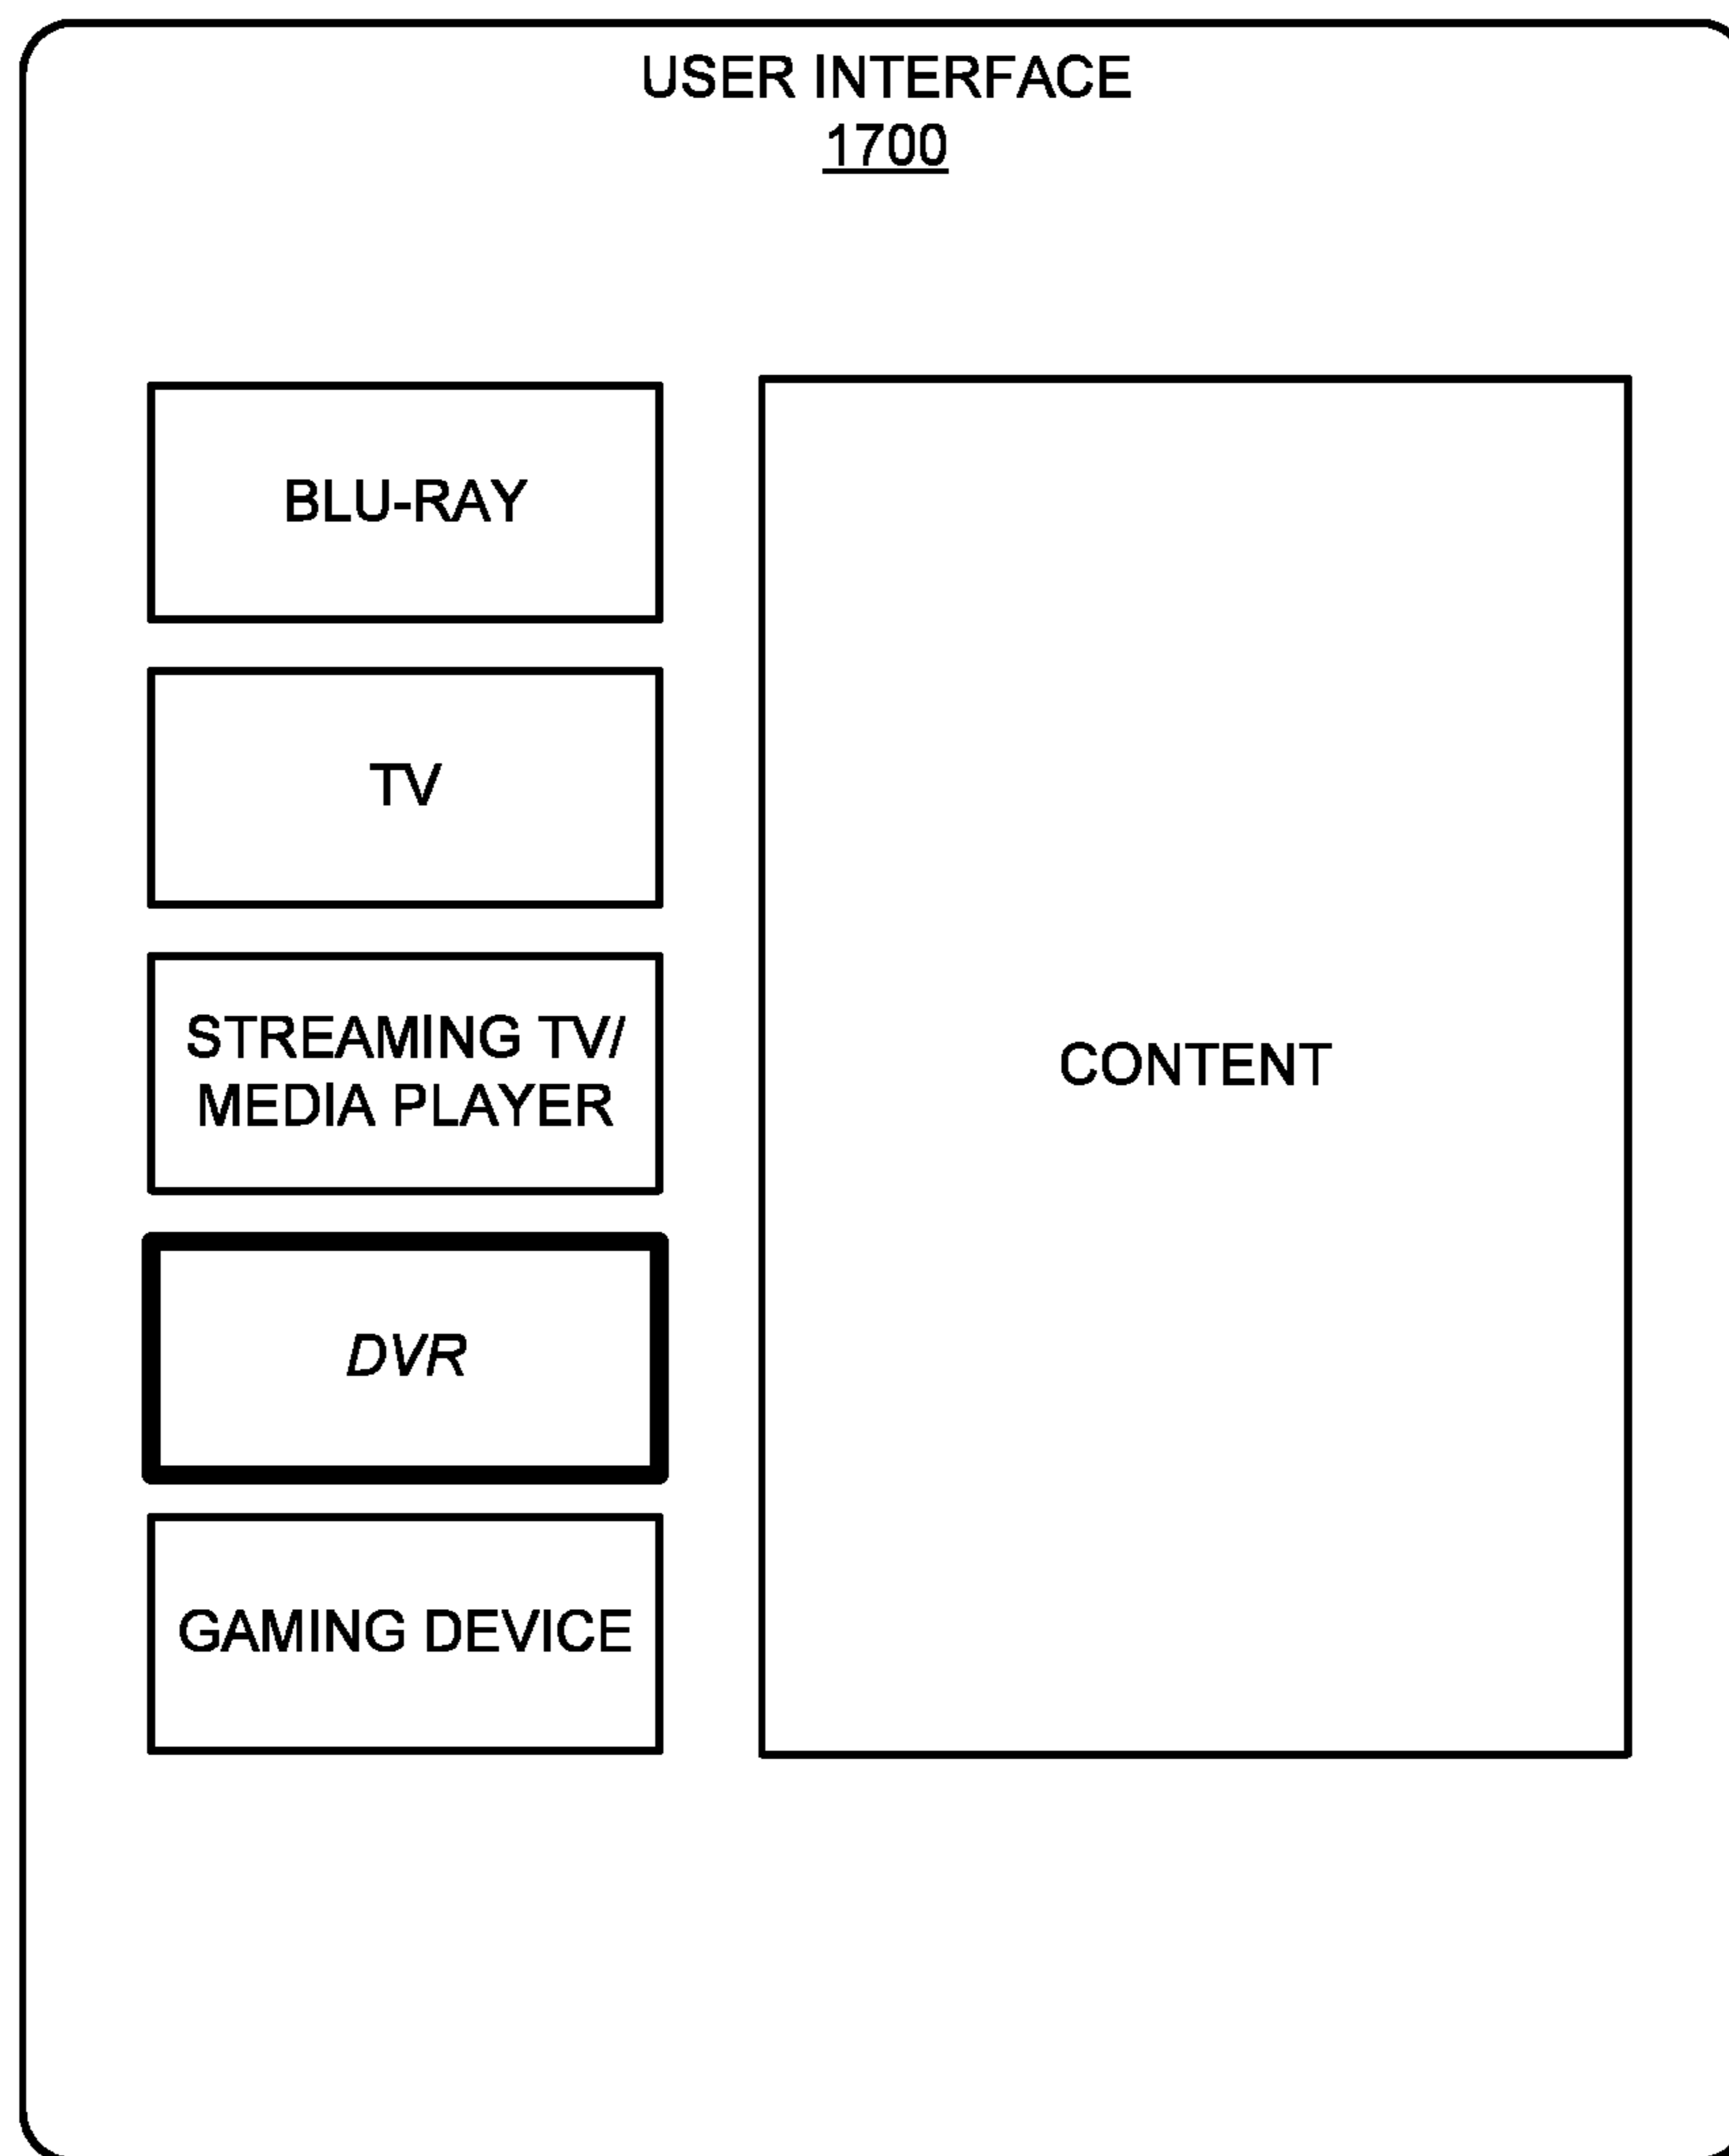 USER INTERFACE
1700
BLU-RAY
TV
STREAMING TV/
MEDIA PLAYER
DVR
GAMING DEVICE
CONTENT